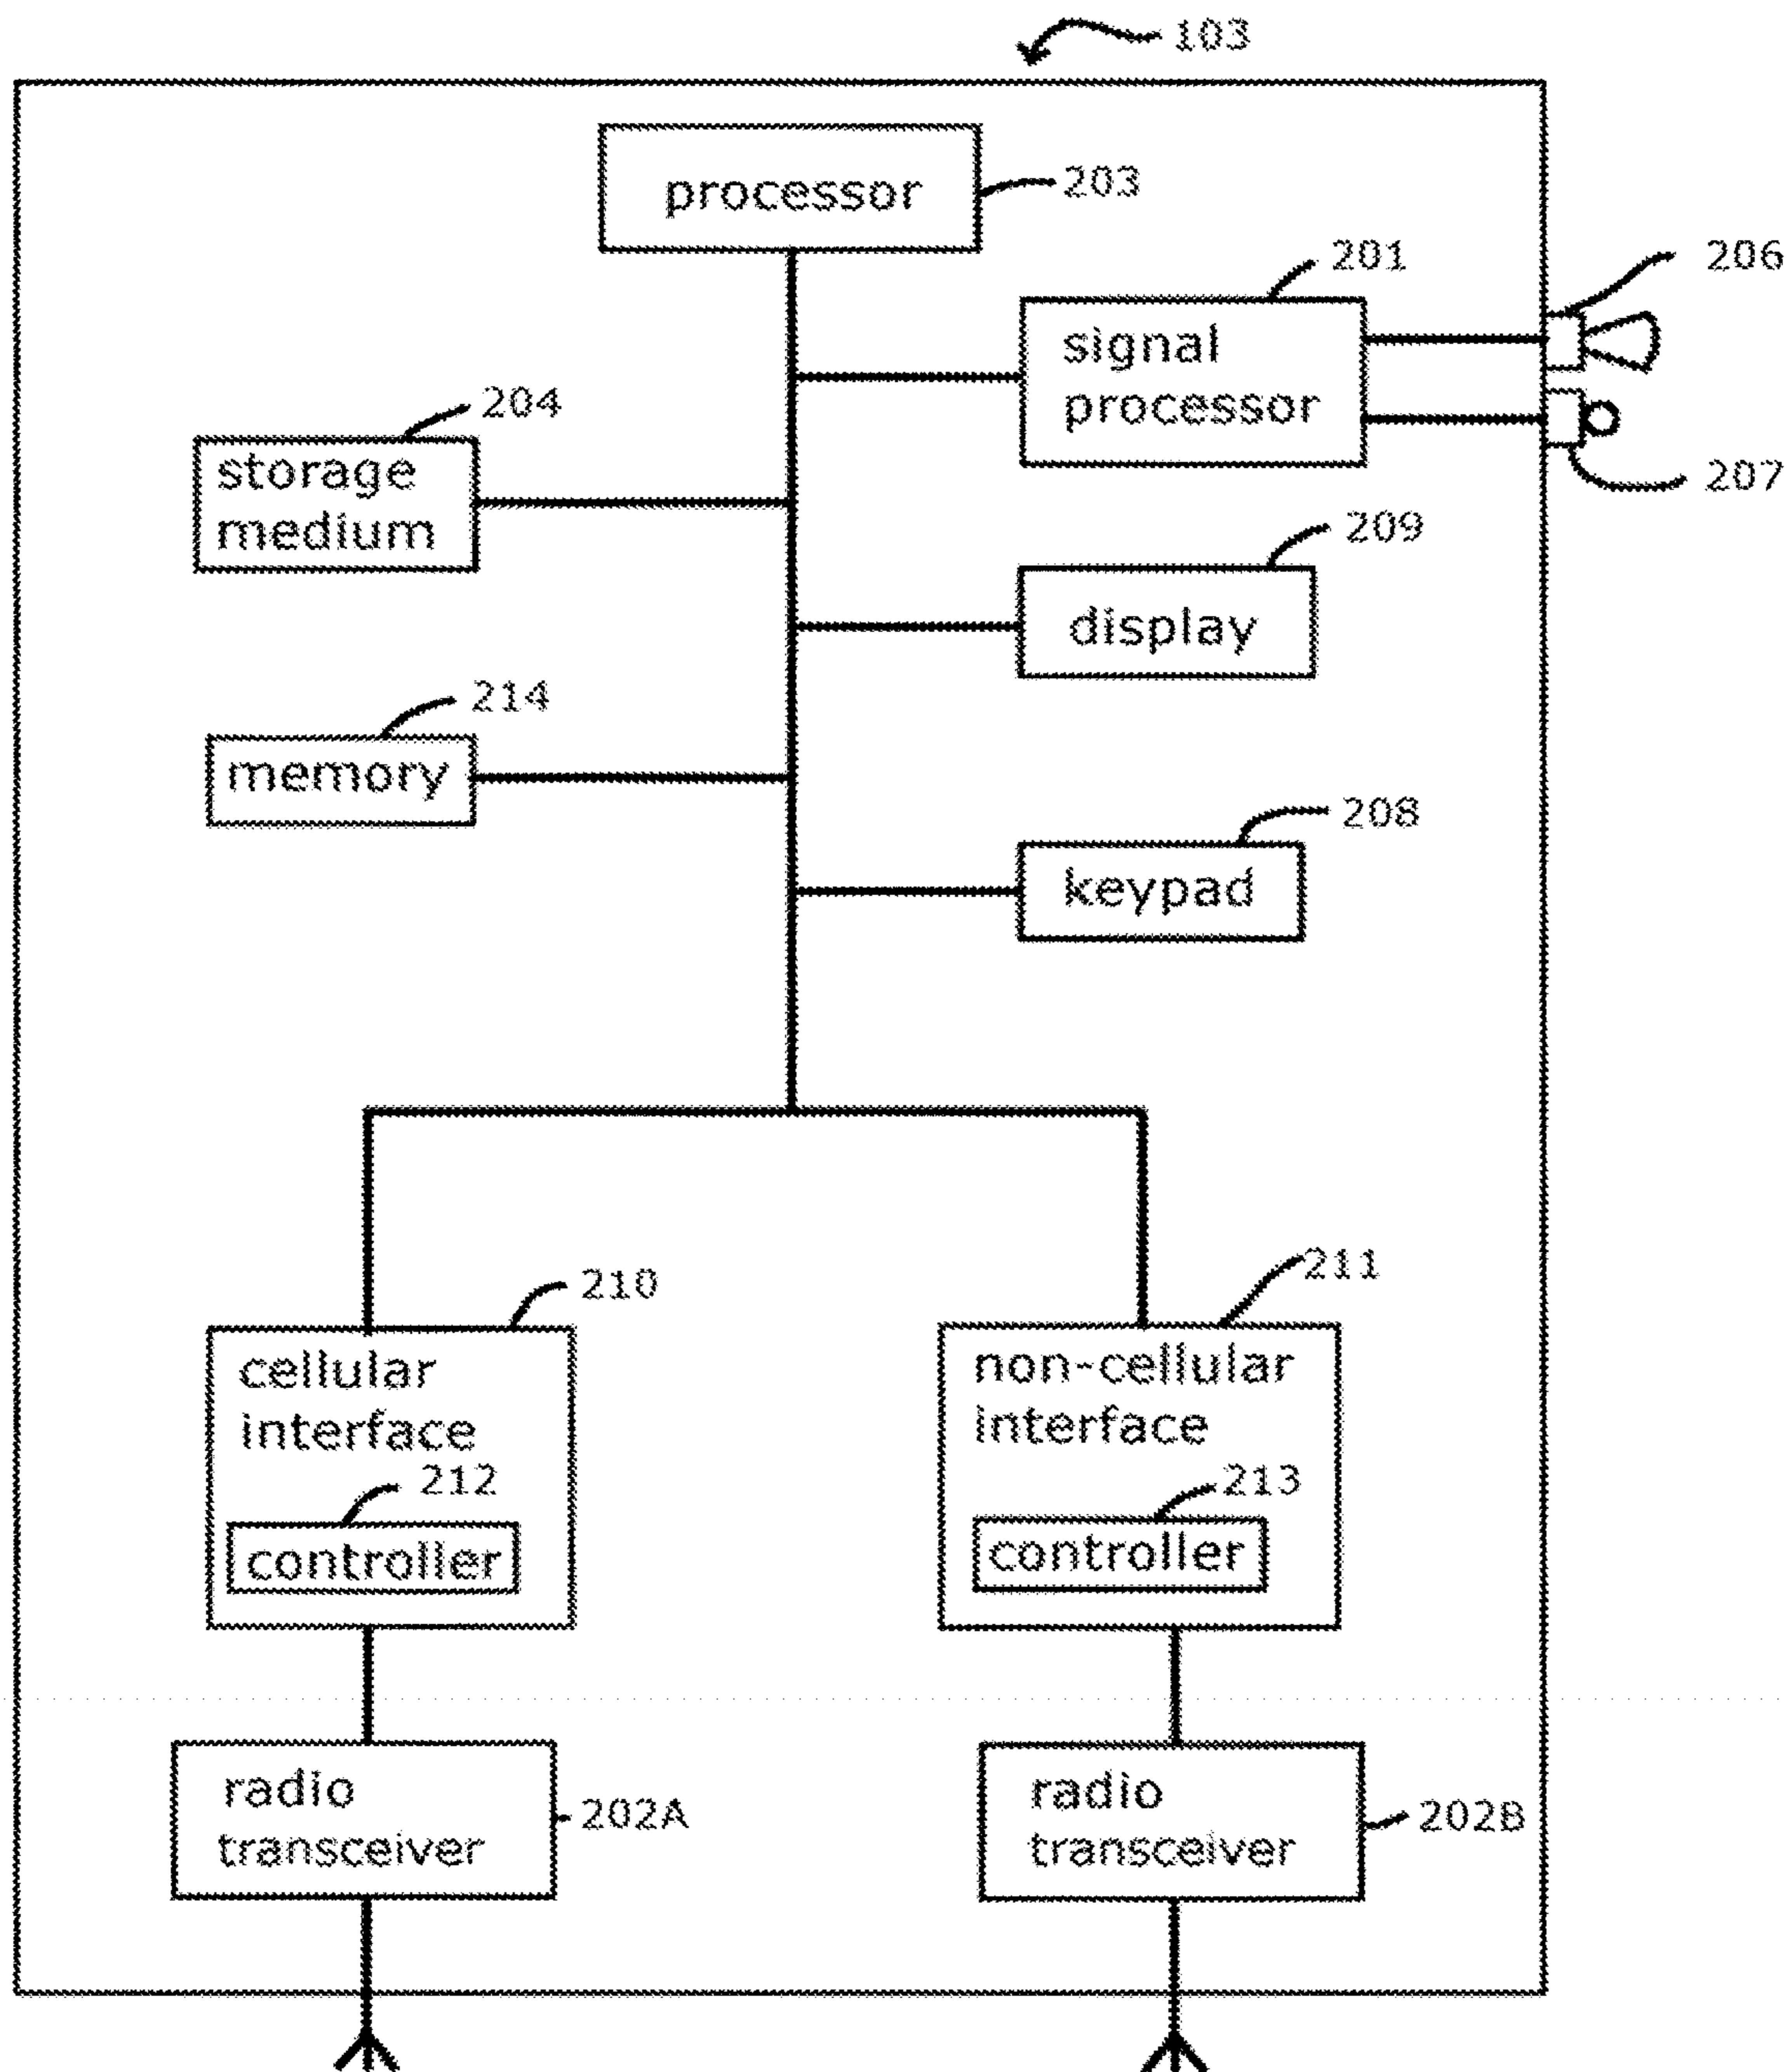 103
processor
203
201
206
signal
processor
204
storage
medium
207
209
display
214
memory
208
keypad
210
211
cellular
interface
non-cellular
interface
212
controller
213
controller
radio
transceiver
202A
radio
transceiver
202B